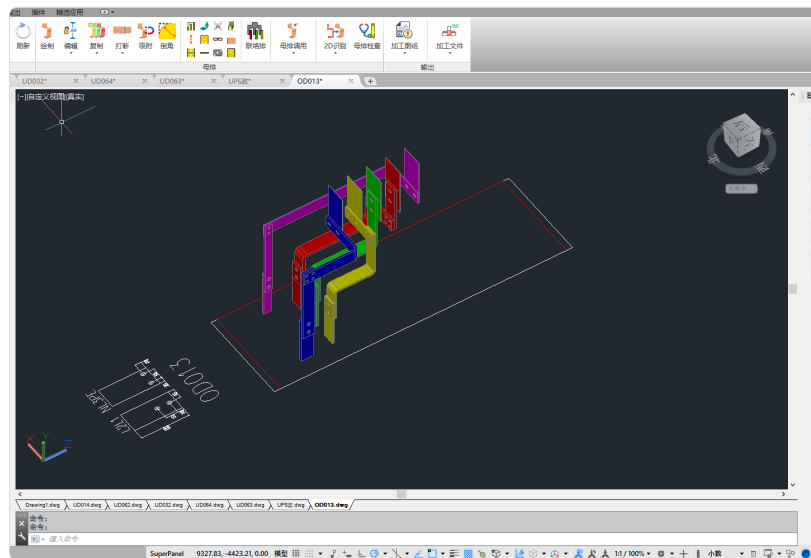 出 插件 精选应用
刷新 绘制 编辑 复制 打断 吸附 倒角 联络排 母排调用 2D识别 母排检查 加工图纸 加工文件
母排 输出
UD032* UD064* UD063* UPS改* OD013*
[−][自定义视图][真实]
北 西
OD013
X Y Z
Drawing1.dwg UD014.dwg UD062.dwg UD032.dwg UD064.dwg UD063.dwg UPS改.dwg OD013.dwg
命令:
命令:
键入命令
SuperPanel 9327.83, -4423.21, 0.00 模型 1:1 / 100% 小数